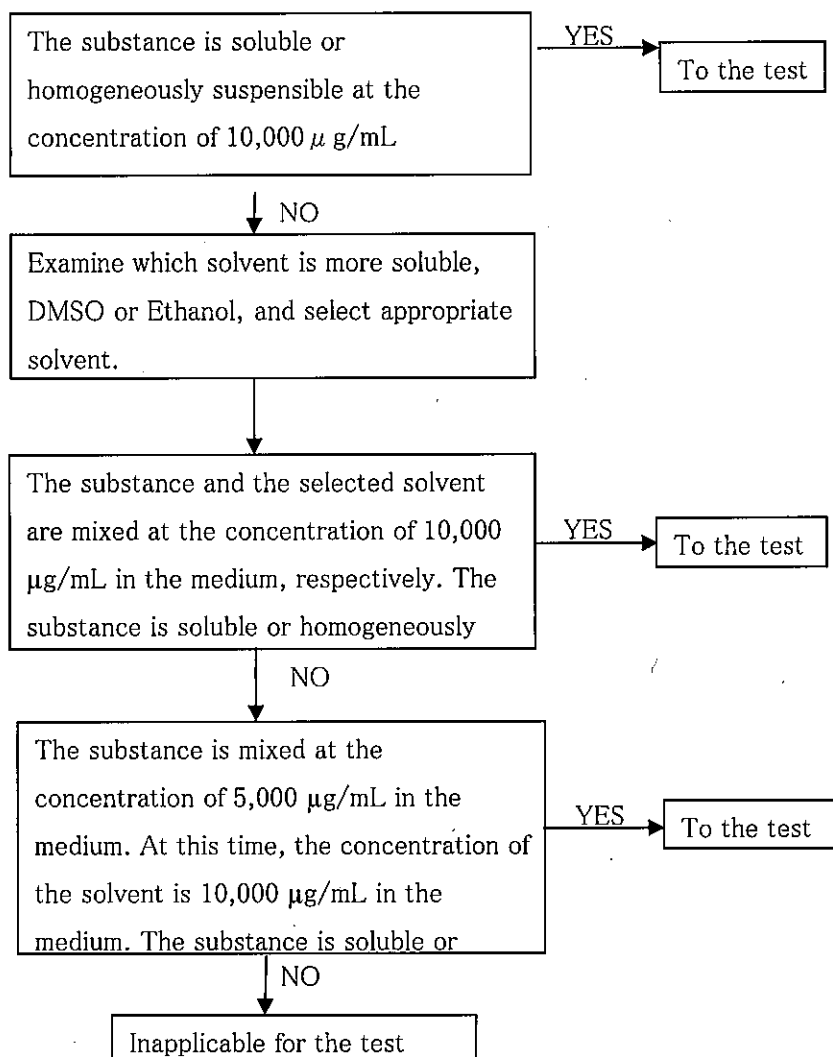 The substance is soluble or
homogeneously suspensible at the
concentration of 10,000 μ g/mL
YES
To the test
NO
Examine which solvent is more soluble,
DMSO or Ethanol, and select appropriate
solvent.
The substance and the selected solvent
are mixed at the concentration of 10,000
μg/mL in the medium, respectively. The
substance is soluble or homogeneously
YES
To the test
NO
The substance is mixed at the
concentration of 5,000 μg/mL in the
medium. At this time, the concentration of
the solvent is 10,000 μg/mL in the
medium. The substance is soluble or
YES
To the test
NO
Inapplicable for the test